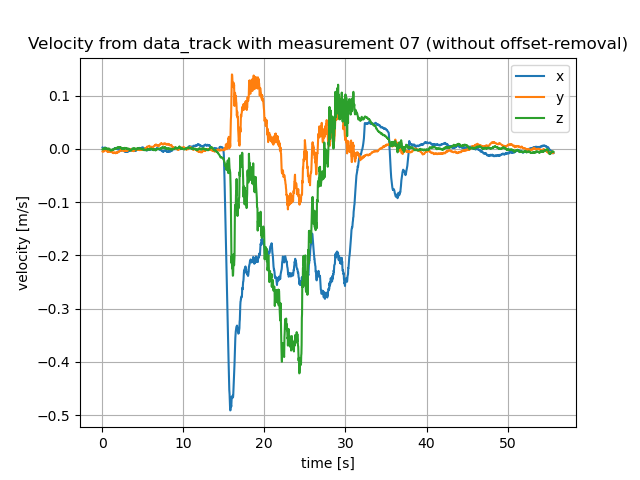 Velocity from data_track with measurement 07 (without offset-removal)
x
y
z
0.1
0.0
−0.1
−0.2
−0.3
−0.4
−0.5
velocity [m/s]
0 10 20 30 40 50
time [s]